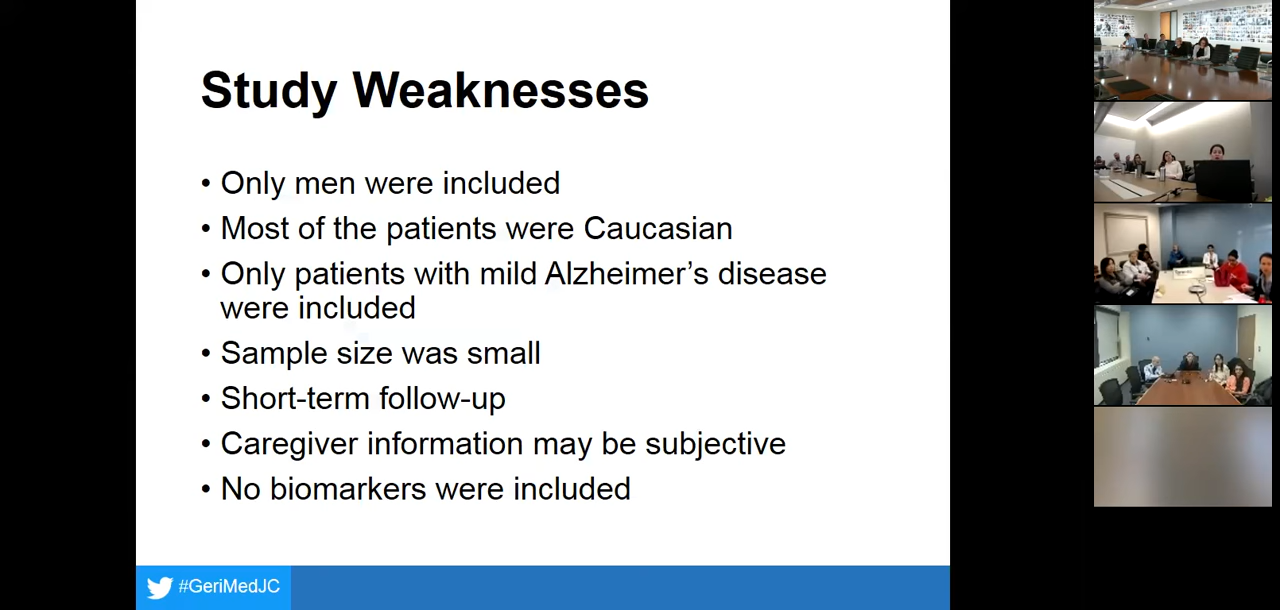 Study Weaknesses
• Only men were included
• Most of the patients were Caucasian
• Only patients with mild Alzheimer's disease
were included
• Sample size was small
• Short-term follow-up
• Caregiver information may be subjective
• No biomarkers were included
#GeriMedJC